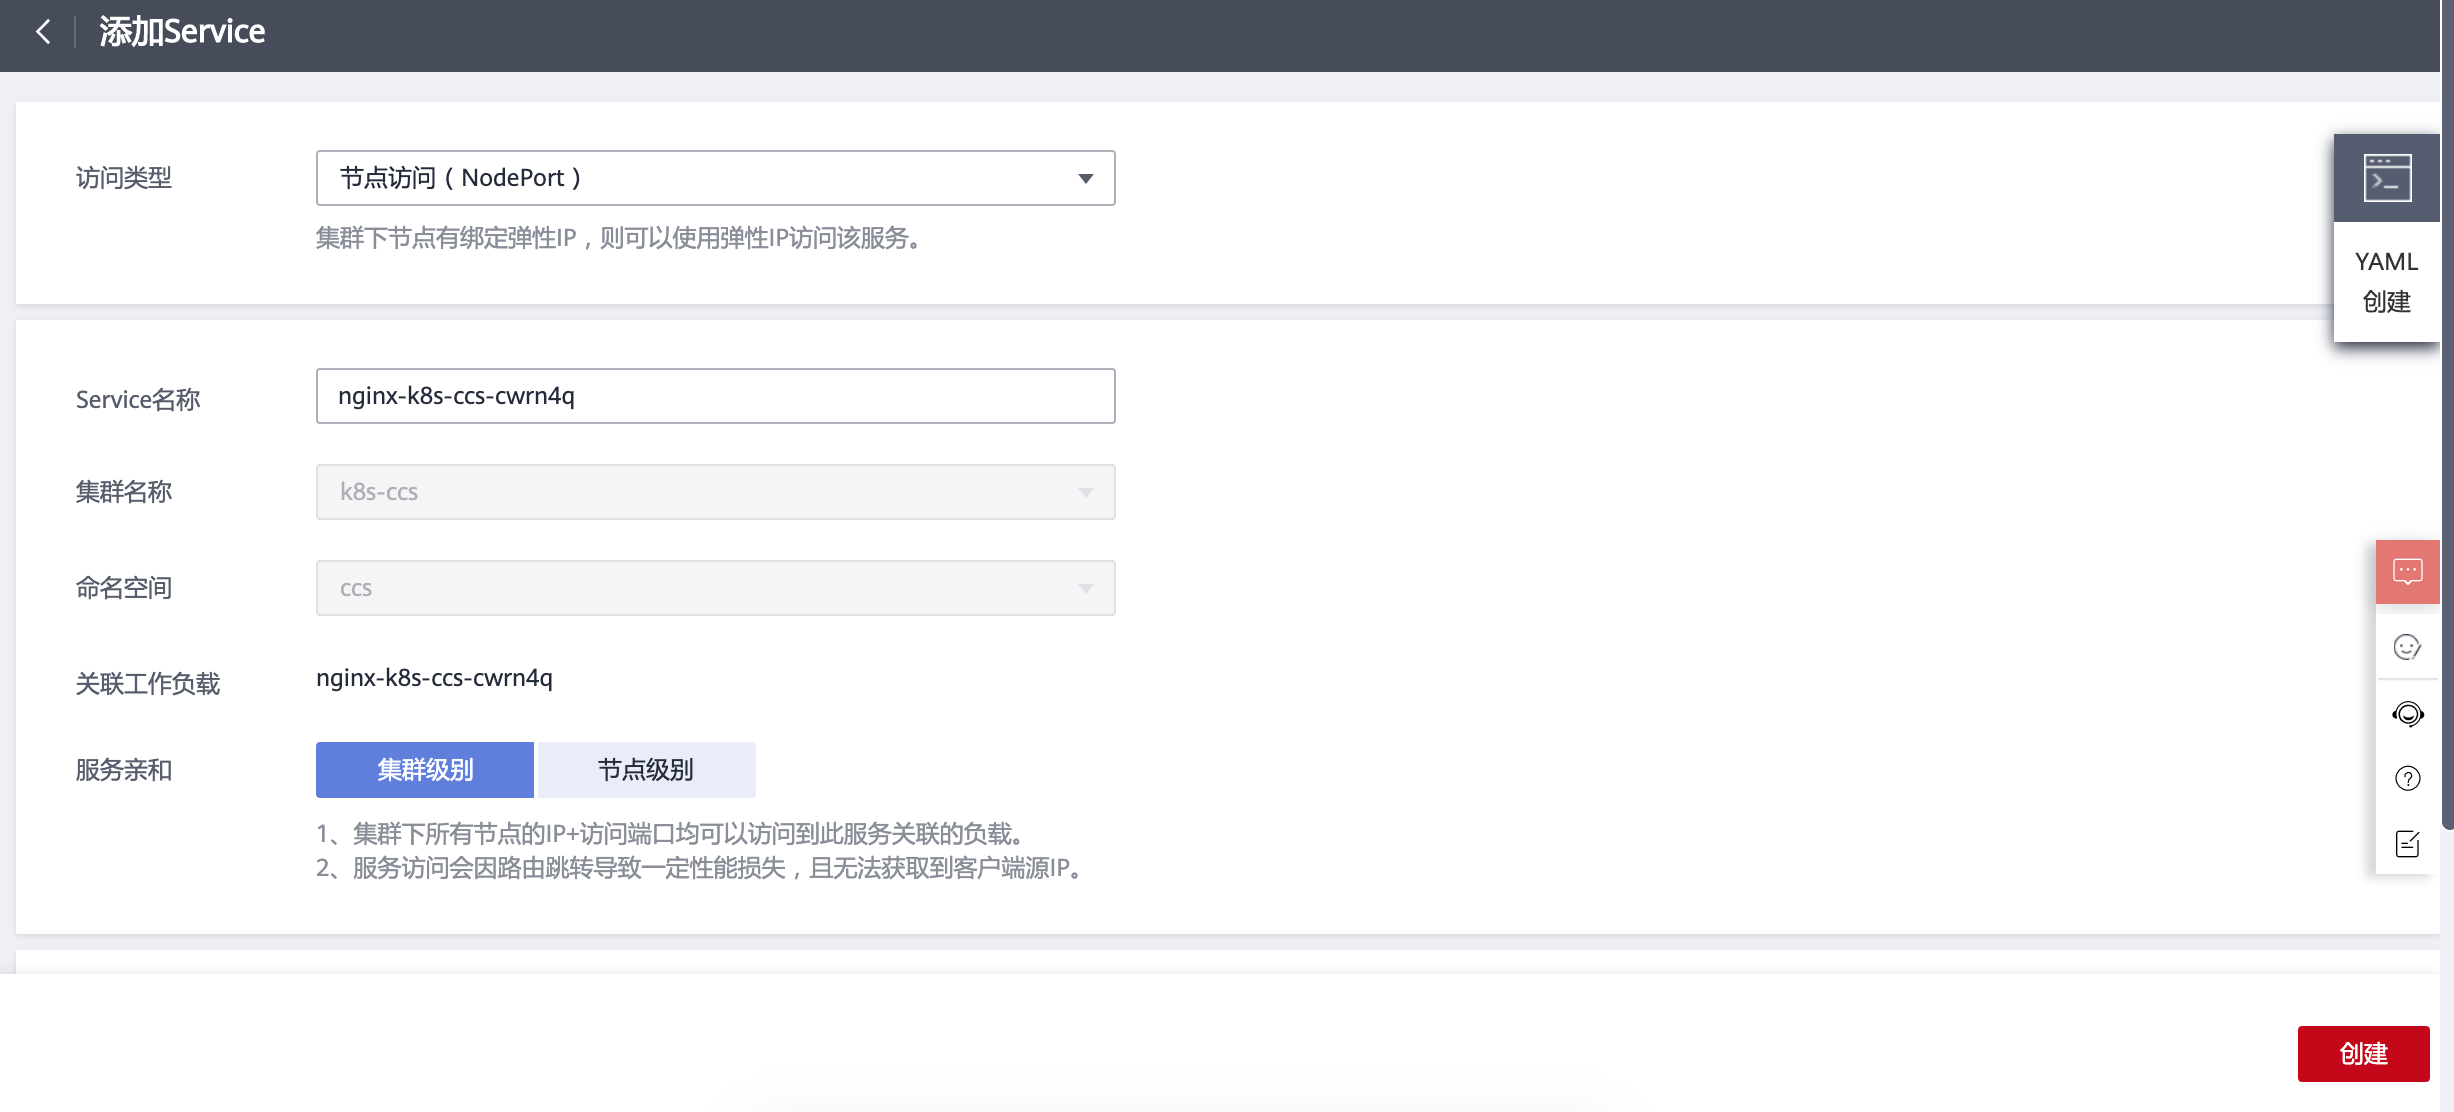 添加Service
访问类型
节点访问（NodePort）
集群下节点有绑定弹性IP，则可以使用弹性IP访问该服务。
YAML
创建
Service名称
nginx-k8s-ccs-cwrn4q
集群名称
k8s-ccs
命名空间
ccs
关联工作负载
nginx-k8s-ccs-cwrn4q
服务亲和
集群级别
节点级别
1、集群下所有节点的IP+访问端口均可以访问到此服务关联的负载。
2、服务访问会因路由跳转导致一定性能损失，且无法获取到客户端源IP。
创建